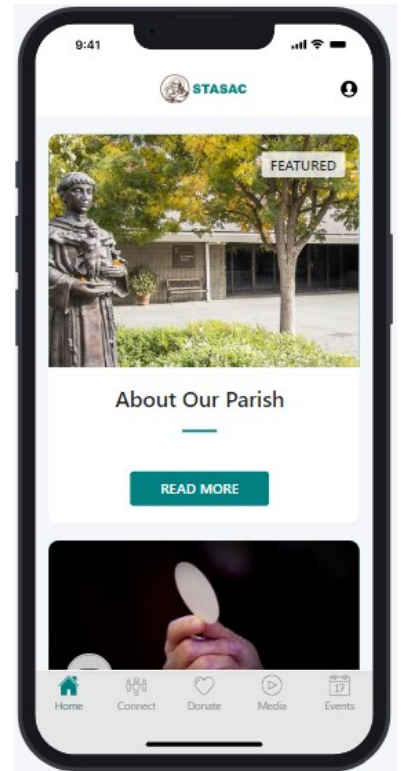 9:41
STASAC
FEATURED
About Our Parish
READ MORE
17
Home Connect Donate Media Events